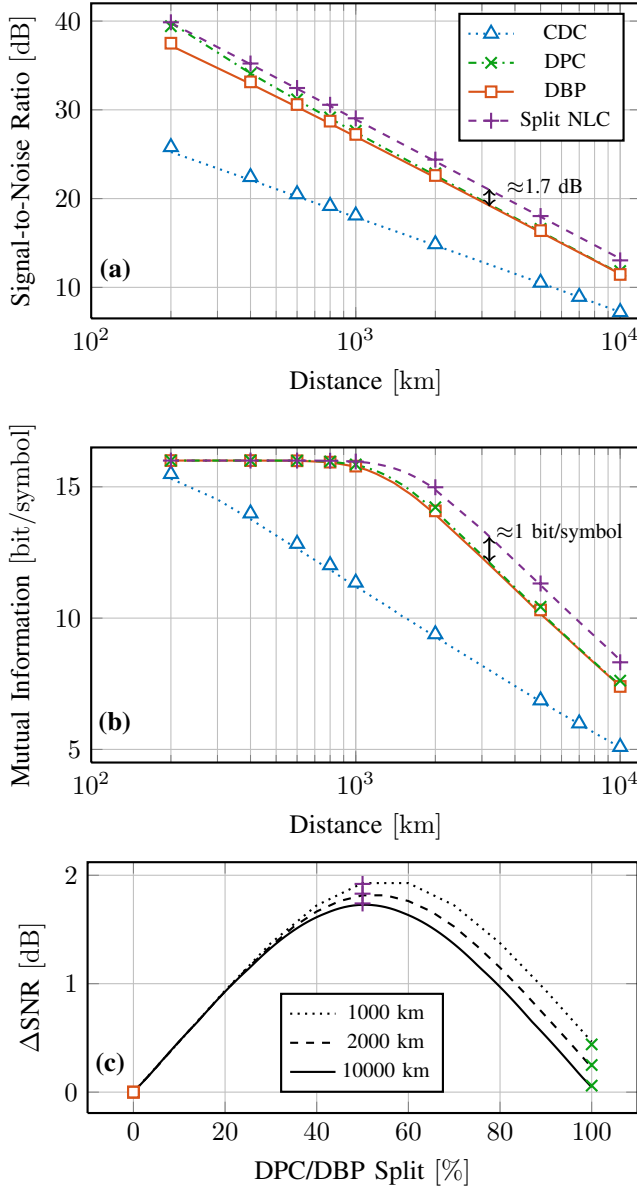 40
30
20
10
Signal-to-Noise Ratio [dB]
CDC
DPC
DBP
Split NLC
≈1.7 dB
(a)
10² 10³ 10⁴
Distance [km]
15
10
5
Mutual Information [bit/symbol]
≈1 bit/symbol
(b)
10² 10³ 10⁴
Distance [km]
2
1
0
ΔSNR [dB]
1000 km
2000 km
10000 km
(c)
0 20 40 60 80 100
DPC/DBP Split [%]